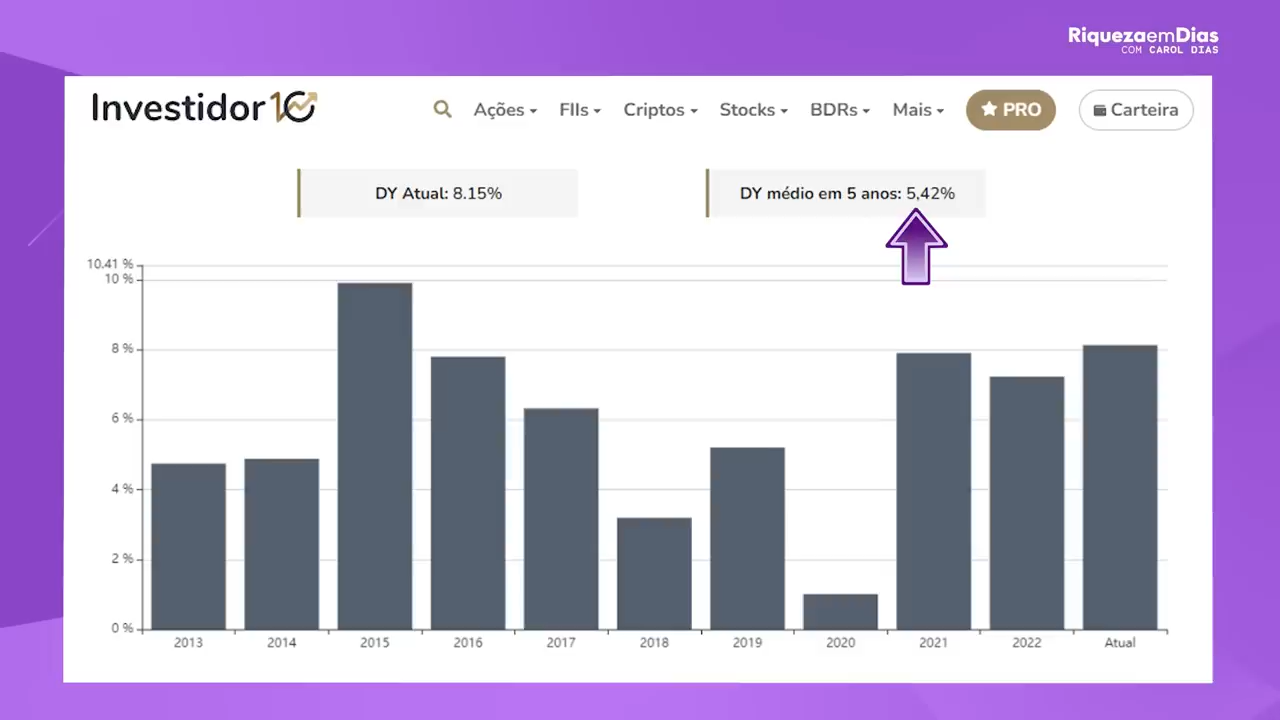 RiquezaemDias
COM CAROL DIAS
Investidor10
Ações
FIIs
Criptos
Stocks
BDRs
Mais
PRO
Carteira
DY Atual: 8.15%
DY médio em 5 anos: 5,42%
10.41 %
10 %
8 %
6 %
4 %
2 %
0 %
2013
2014
2015
2016
2017
2018
2019
2020
2021
2022
Atual